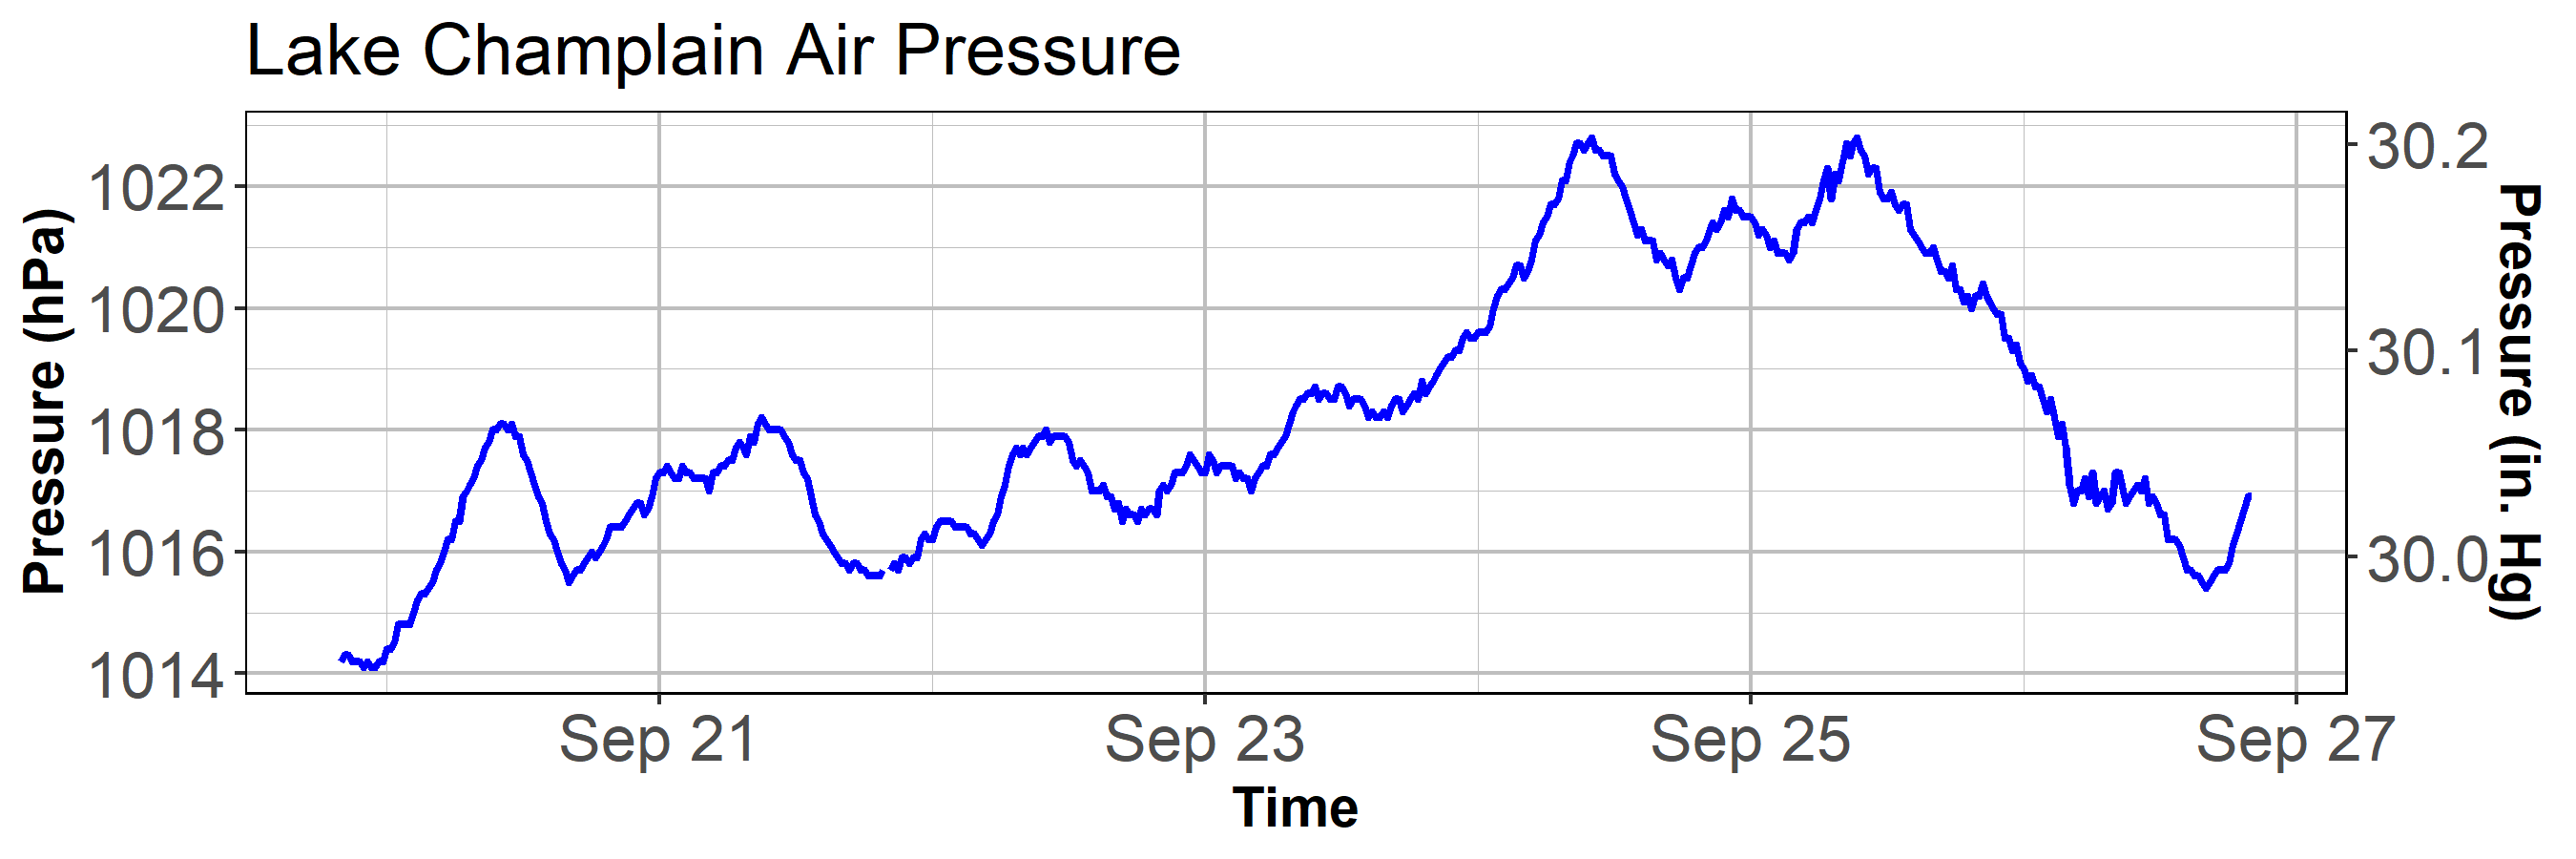 Lake Champlain Air Pressure
Pressure (hPa)
1022
1020
1018
1016
1014
30.2
30.1
30.0
Pressure (in. Hg)
Sep 21
Sep 23
Sep 25
Sep 27
Time